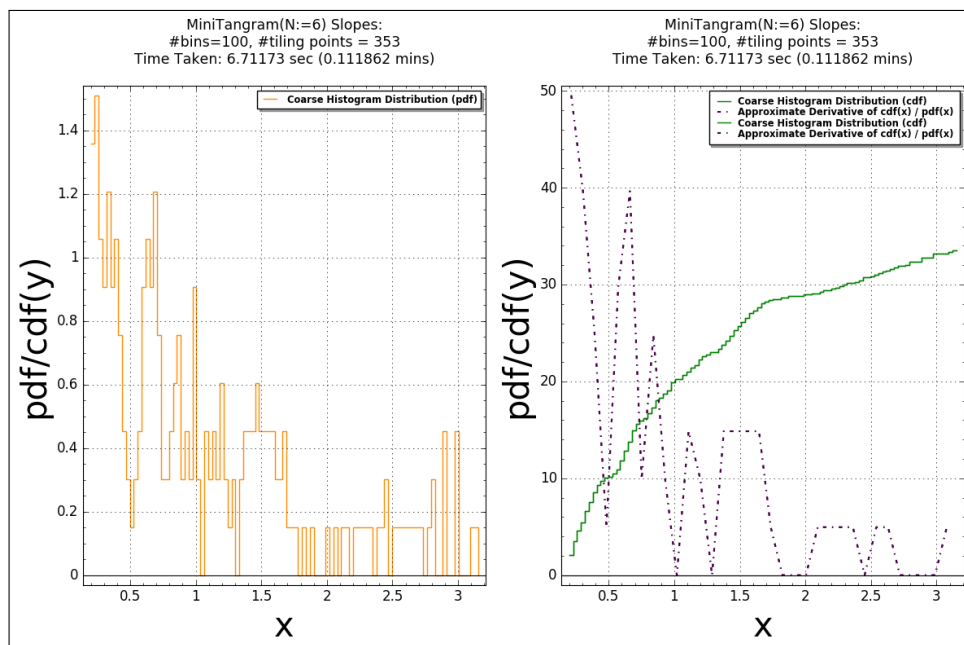 MiniTangram(N:=6) Slopes:
#bins=100, #tiling points = 353
Time Taken: 6.71173 sec (0.111862 mins)
Coarse Histogram Distribution (pdf)
pdf/cdf(y)
1.4
1.2
1
0.8
0.6
0.4
0.2
0
0.5
1
1.5
2
2.5
3
x
MiniTangram(N:=6) Slopes:
#bins=100, #tiling points = 353
Time Taken: 6.71173 sec (0.111862 mins)
Coarse Histogram Distribution (cdf)
Approximate Derivative of cdf(x) / pdf(x)
Coarse Histogram Distribution (cdf)
Approximate Derivative of cdf(x) / pdf(x)
pdf/cdf(y)
50
40
30
20
10
0
0.5
1
1.5
2
2.5
3
x